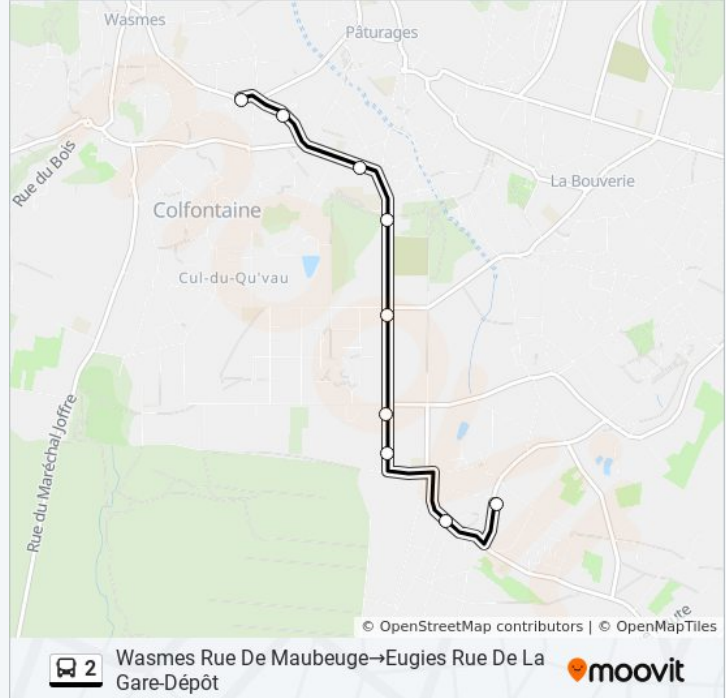 Wasmes
Pâturages
Rue du Bois
La Bouverie
Colfontaine
Cul-du-Qu'vau
Rue du Maréchal Joffre
© OpenStreetMap contributors | © OpenMapTiles
2
Wasmes Rue De Maubeuge→Eugies Rue De La
Gare-Dépôt
moovit